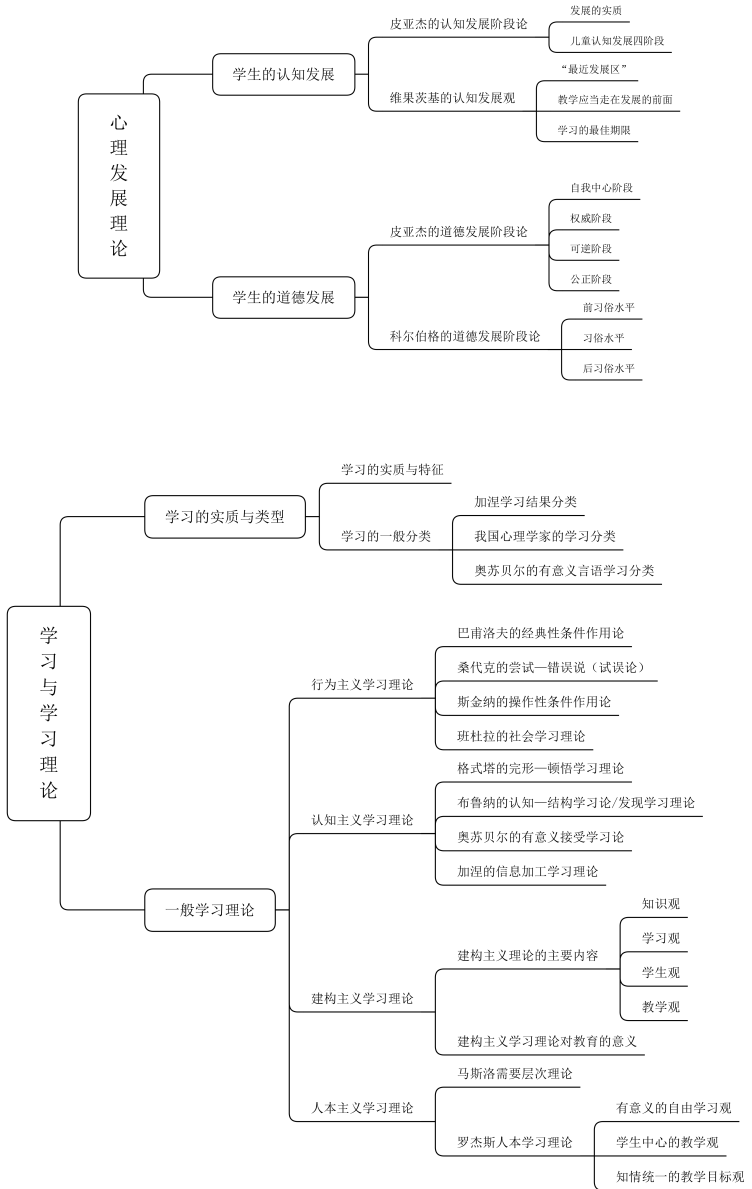 心理发展理论
学生的认知发展
皮亚杰的认知发展阶段论
发展的实质
儿童认知发展四阶段
维果茨基的认知发展观
“最近发展区”
教学应当走在发展的前面
学习的最佳期限
学生的道德发展
皮亚杰的道德发展阶段论
自我中心阶段
权威阶段
可逆阶段
公正阶段
科尔伯格的道德发展阶段论
前习俗水平
习俗水平
后习俗水平
学习与学习理论
学习的实质与类型
学习的实质与特征
学习的一般分类
加涅学习结果分类
我国心理学家的学习分类
奥苏贝尔的有意义言语学习分类
一般学习理论
行为主义学习理论
巴甫洛夫的经典性条件作用论
桑代克的尝试—错误说（试误论）
斯金纳的操作性条件作用论
班杜拉的社会学习理论
认知主义学习理论
格式塔的完形—顿悟学习理论
布鲁纳的认知—结构学习论/发现学习理论
奥苏贝尔的有意义接受学习论
加涅的信息加工学习理论
建构主义学习理论
建构主义理论的主要内容
知识观
学习观
学生观
教学观
建构主义学习理论对教育的意义
人本主义学习理论
马斯洛需要层次理论
罗杰斯人本学习理论
有意义的自由学习观
学生中心的教学观
知情统一的教学目标观